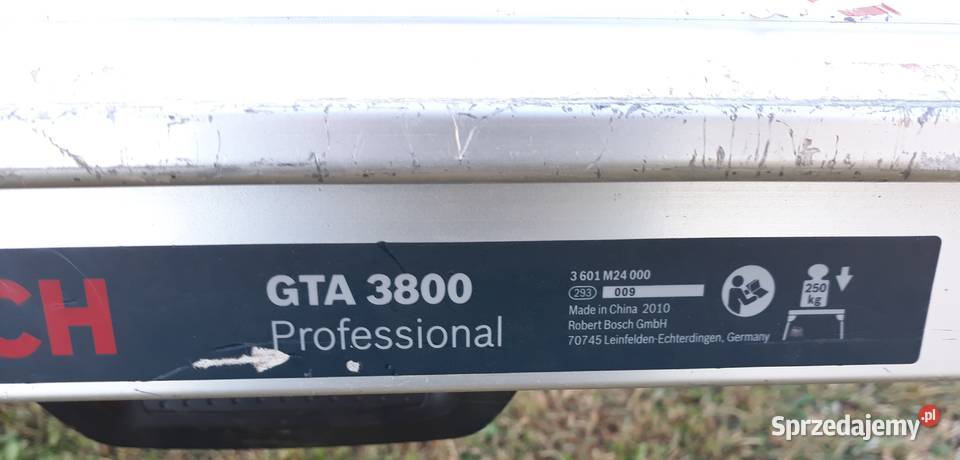 CH
GTA 3800
Professional
3 601 M24 000
293 009
Made in China 2010
Robert Bosch GmbH
70745 Leinfelden-Echterdingen, Germany
250
kg
Sprzedajemy.pl